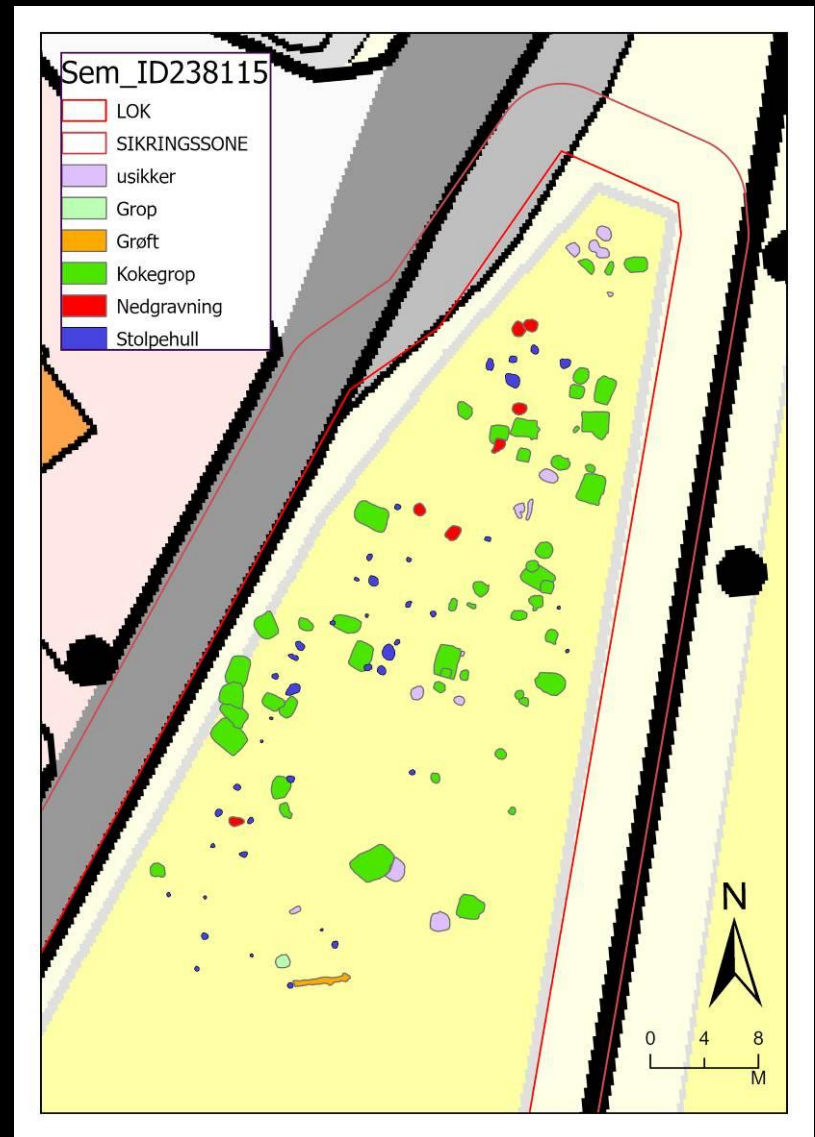 Sem_ID238115
LOK
SIKRINGSSONE
usikker
Grop
Grøft
Kokegrop
Nedgravning
Stolpehull
N
0 4 8
M